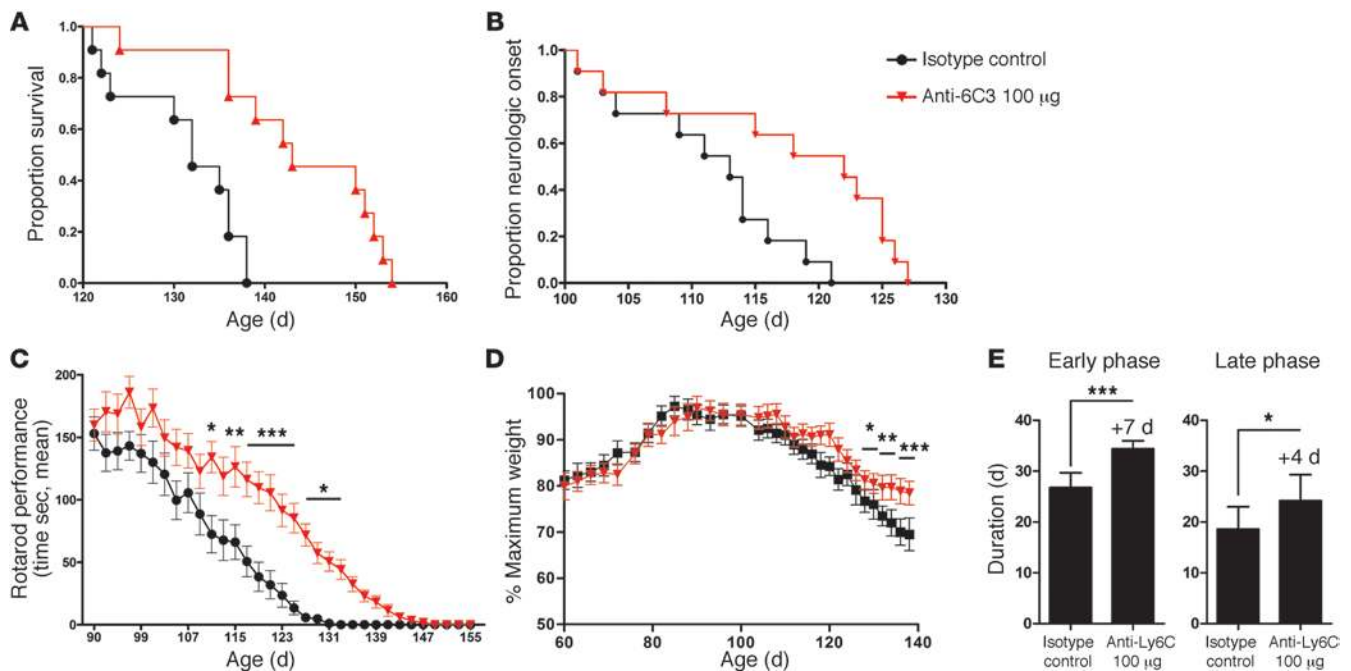 A
Proportion survival
1.0
0.8
0.6
0.4
0.2
0.0
120 130 140 150 160
Age (d)
B
Proportion neurologic onset
1.0
0.8
0.6
0.4
0.2
0.0
100 105 110 115 120 125 130
Age (d)
Isotype control
Anti-6C3 100 µg
C
Rotarod performance
(time sec, mean)
200
150
100
50
0
* ** ***
*
90 99 107 115 123 131 139 147 155
Age (d)
D
% Maximum weight
100
90
80
70
60
50
*
**
***
60 80 100 120 140
Age (d)
E
Early phase
Duration (d)
40
30
20
10
0
***
+7 d
Isotype control
Anti-Ly6C 100 µg
Late phase
40
30
20
10
0
*
+4 d
Isotype control
Anti-Ly6C 100 µg